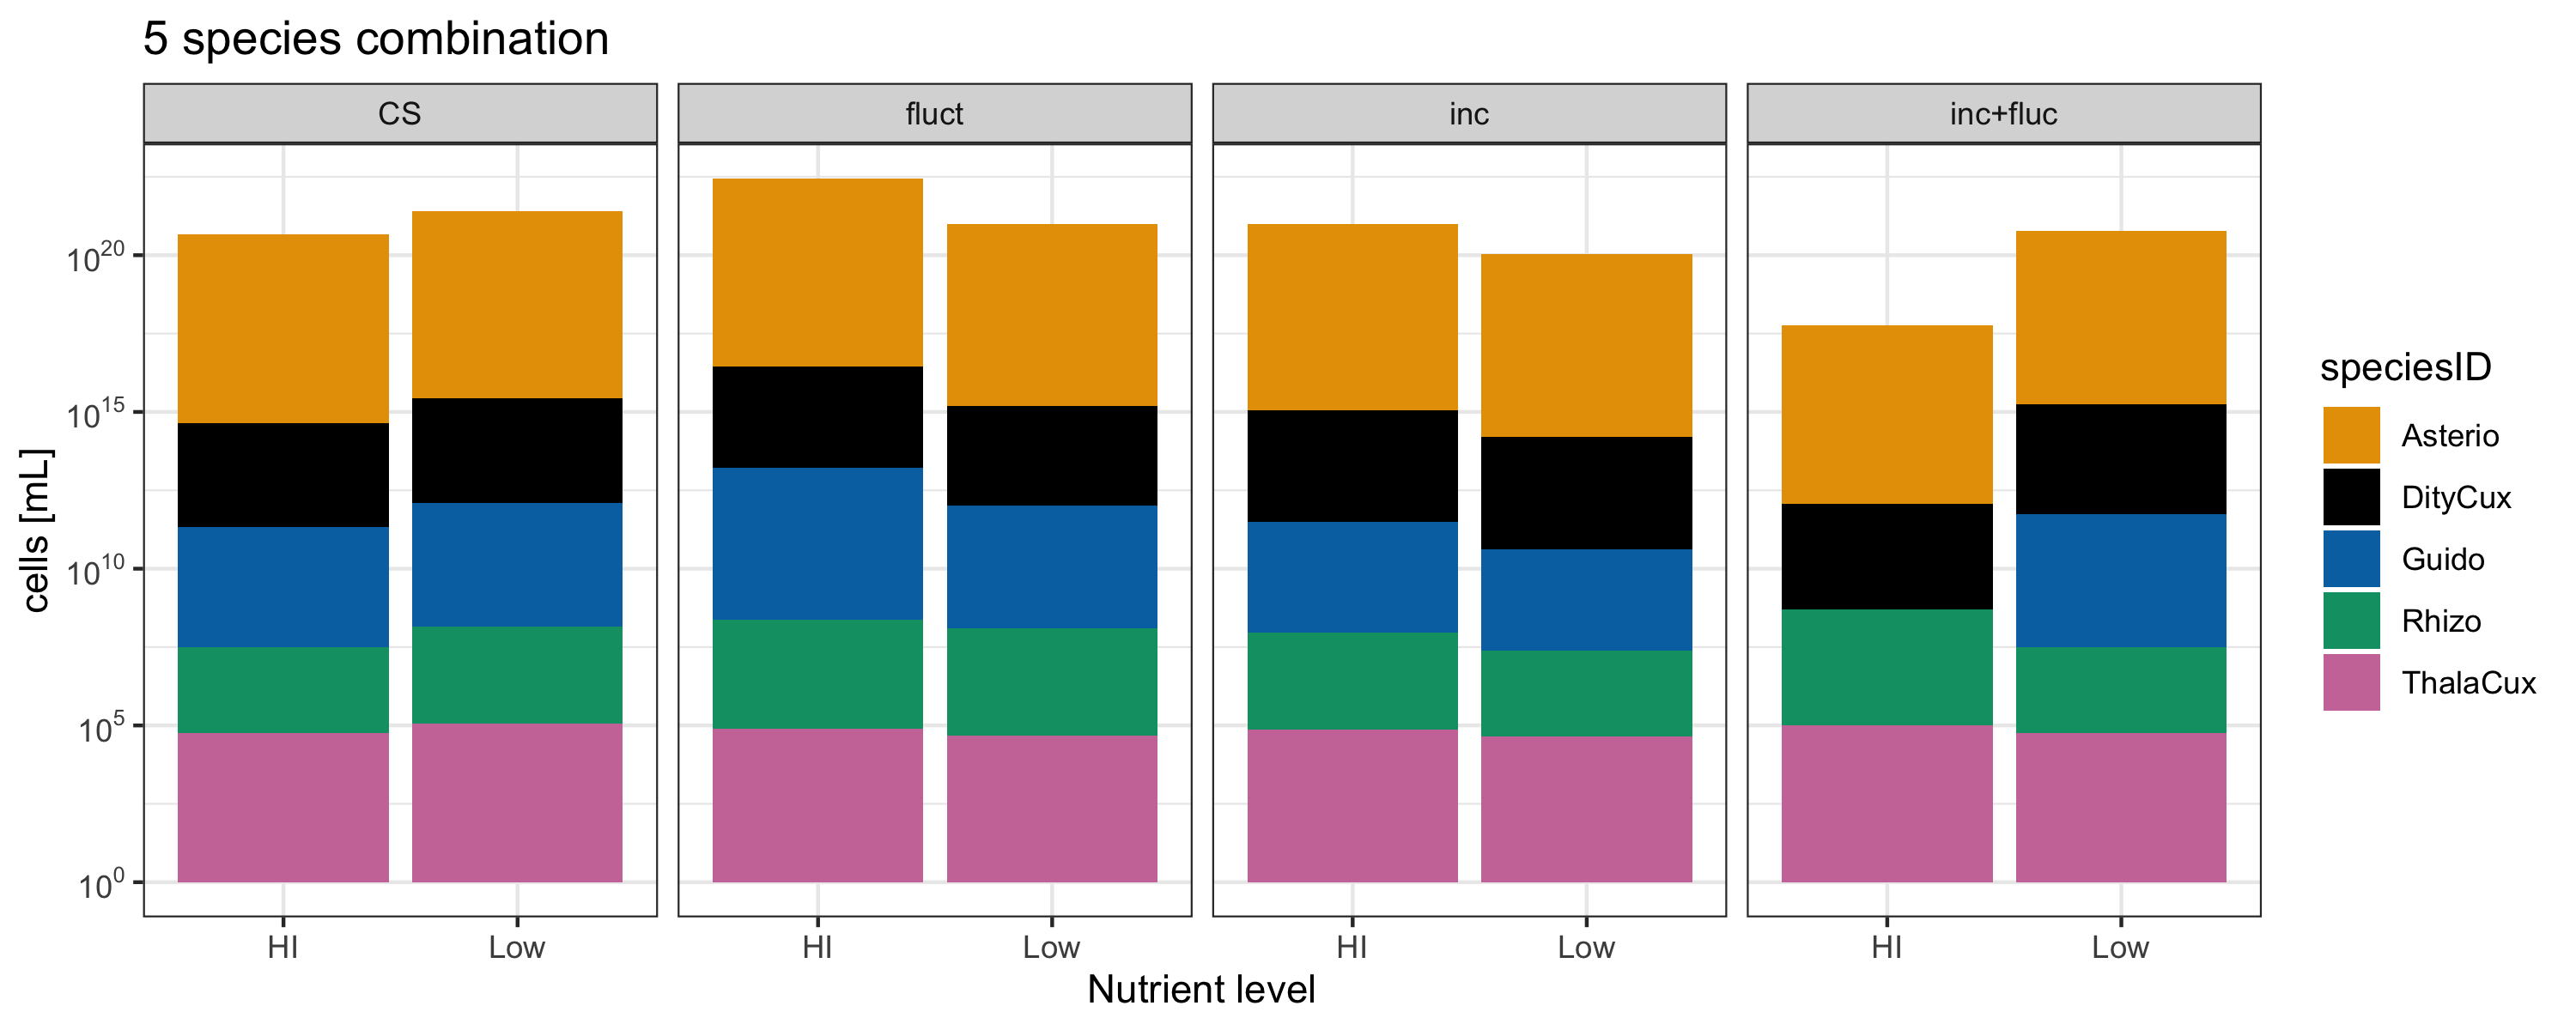 5 species combination
CS fluct inc inc+fluc
cells [mL]
10^20
10^15
10^10
10^5
10^0
HI Low HI Low HI Low HI Low
Nutrient level
speciesID
Asterio
DityCux
Guido
Rhizo
ThalaCux